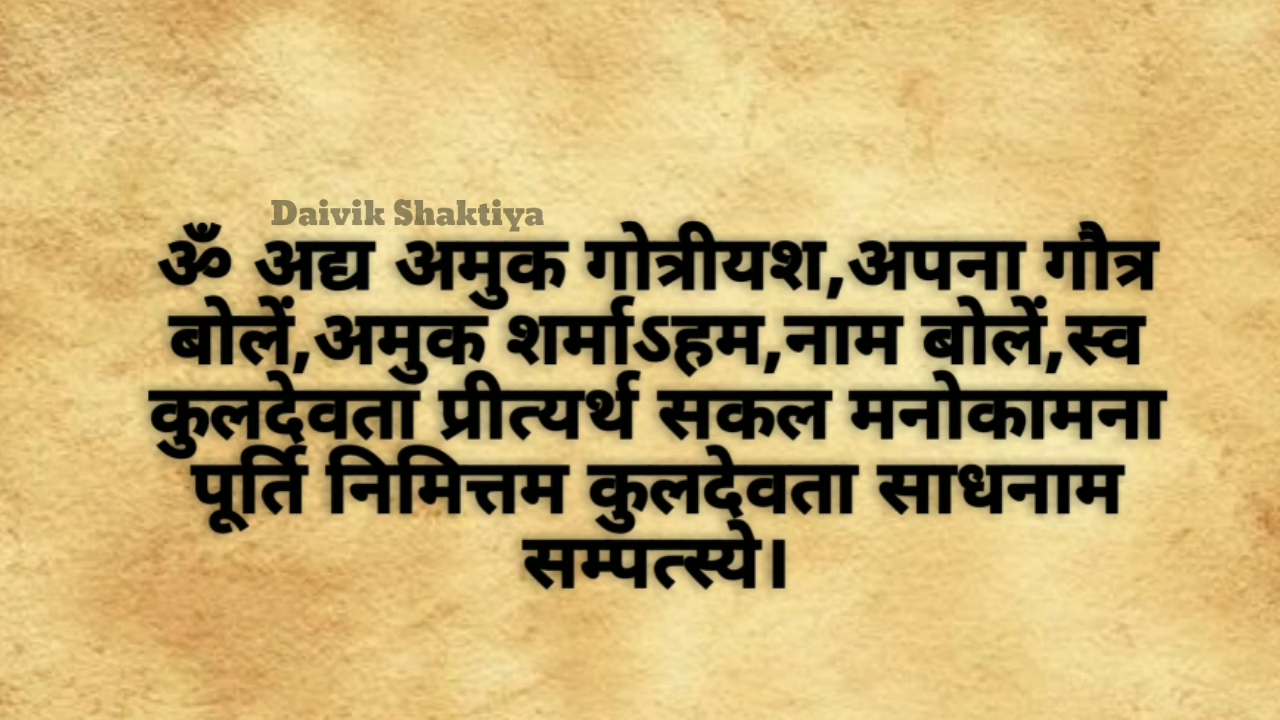 Daivik Shaktiya
ॐ अद्य अमुक गोत्रीयश,अपना गौत्र
बोलें,अमुक शर्माऽहम,नाम बोलें,स्व
कुलदेवता प्रीत्यर्थ सकल मनोकामना
पूर्ति निमित्तम कुलदेवता साधनाम
सम्पत्स्ये।